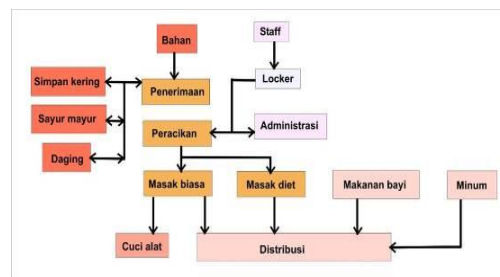 Staff
Bahan
Simpan kering
Locker
Penerimaan
Sayur mayur
Administrasi
Peracikan
Daging
Masak biasa
Masak diet
Makanan bayi
Minum
Cuci alat
Distribusi